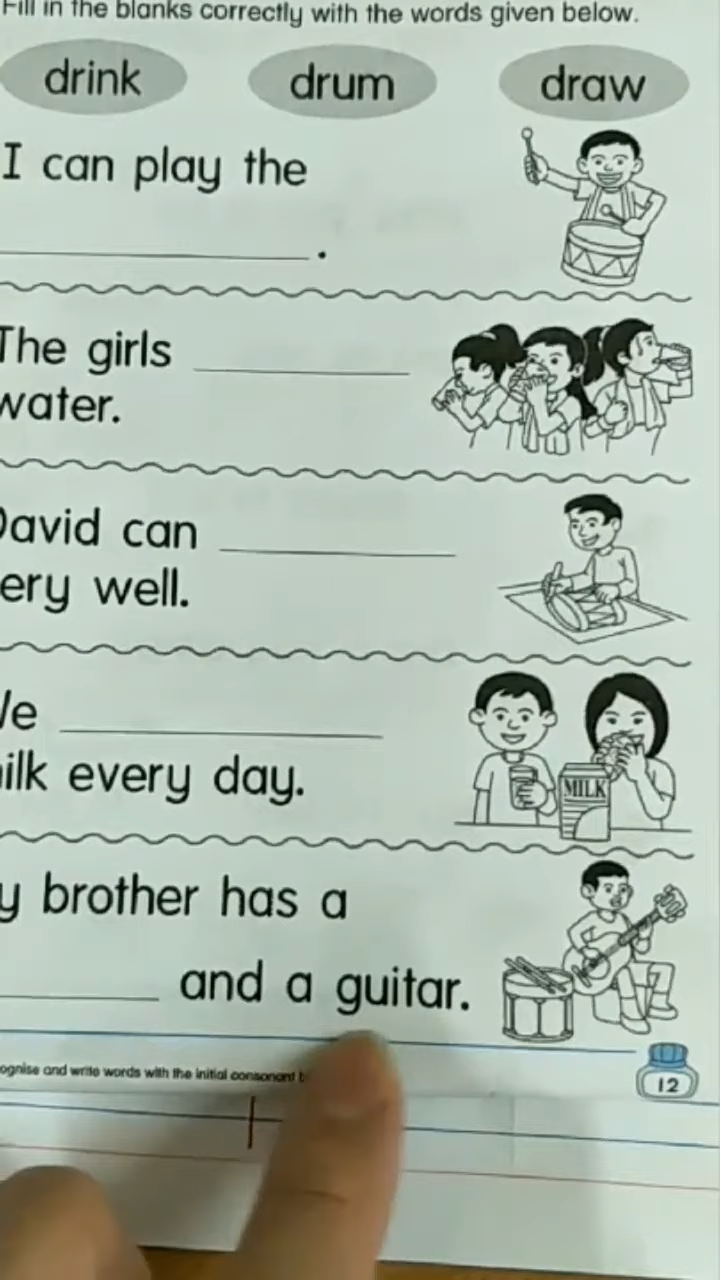 Fill in the blanks correctly with the words given below.
drink drum draw
I can play the
.
The girls
water.
David can
ery well.
We
ilk every day.
y brother has a
and a guitar.
MILK
ognise and write words with the initial consonant
12